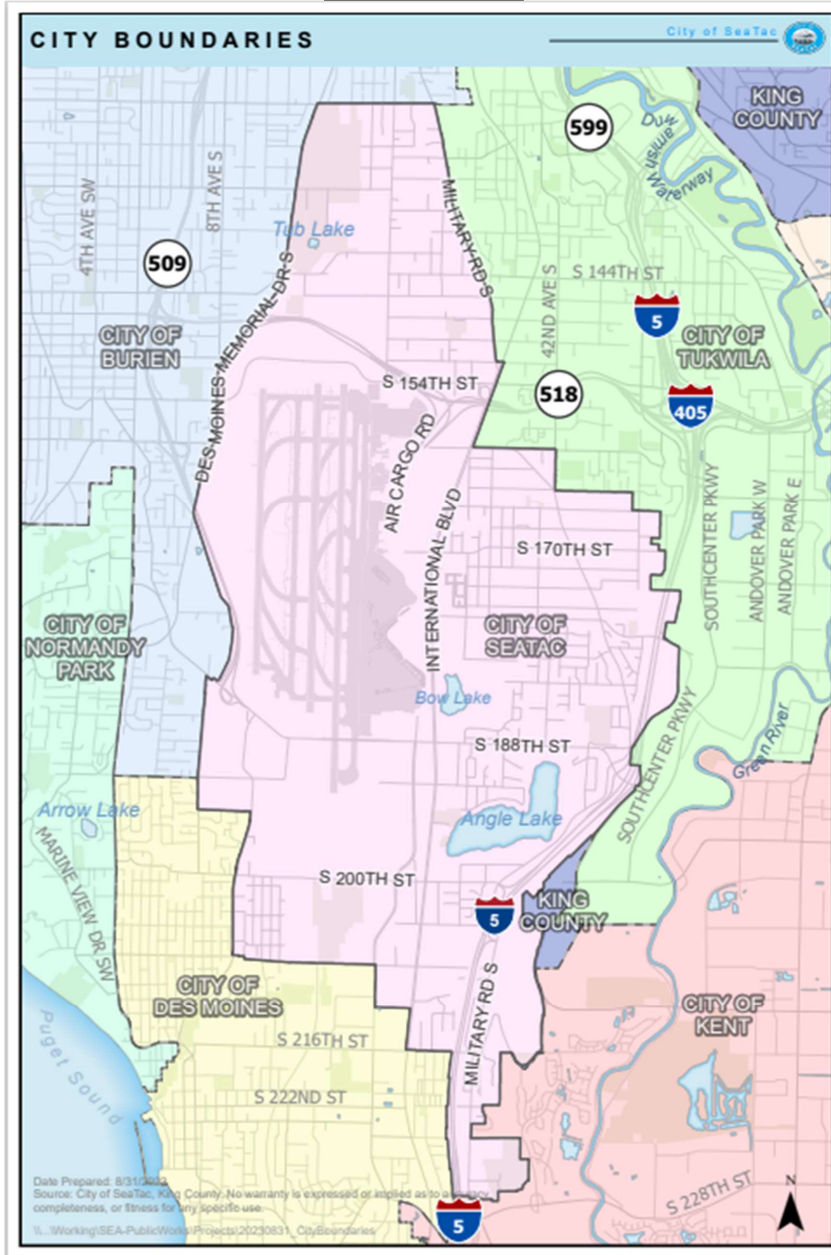 CITY BOUNDARIES
City of SeaTac
KING
COUNTY
599
Duwamish
Waterway
4TH AVE SW
8TH AVE S
MILITARY RD S
Tub Lake
509
S 144TH ST
42ND AVE S
5
CITY OF
BURIEN
CITY OF
TUKWILA
DES MOINES MEMORIAL DR S
S 154TH ST
518
405
AIR CARGO RD
INTERNATIONAL BLVD
SOUTHCENTER PKWY
ANDOVER PARK W
ANDOVER PARK E
S 170TH ST
CITY OF
NORMANDY
PARK
CITY OF
SEATAC
Bow Lake
S 188TH ST
SOUTHCENTER PKWY
Green River
Arrow Lake
Angle Lake
MARINE VIEW DR SW
S 200TH ST
5
KING
COUNTY
CITY OF
DES MOINES
CITY OF
KENT
MILITARY RD S
Puget Sound
S 216TH ST
S 222ND ST
S 228TH ST
N
5
Date Prepared: 8/31/2023
Source: City of SeaTac, King County. No warranty is expressed or implied as to accuracy,
completeness, or fitness for any specific use.
\\...\Working\SEA-PublicWorks\Projects\20230831_CityBoundaries